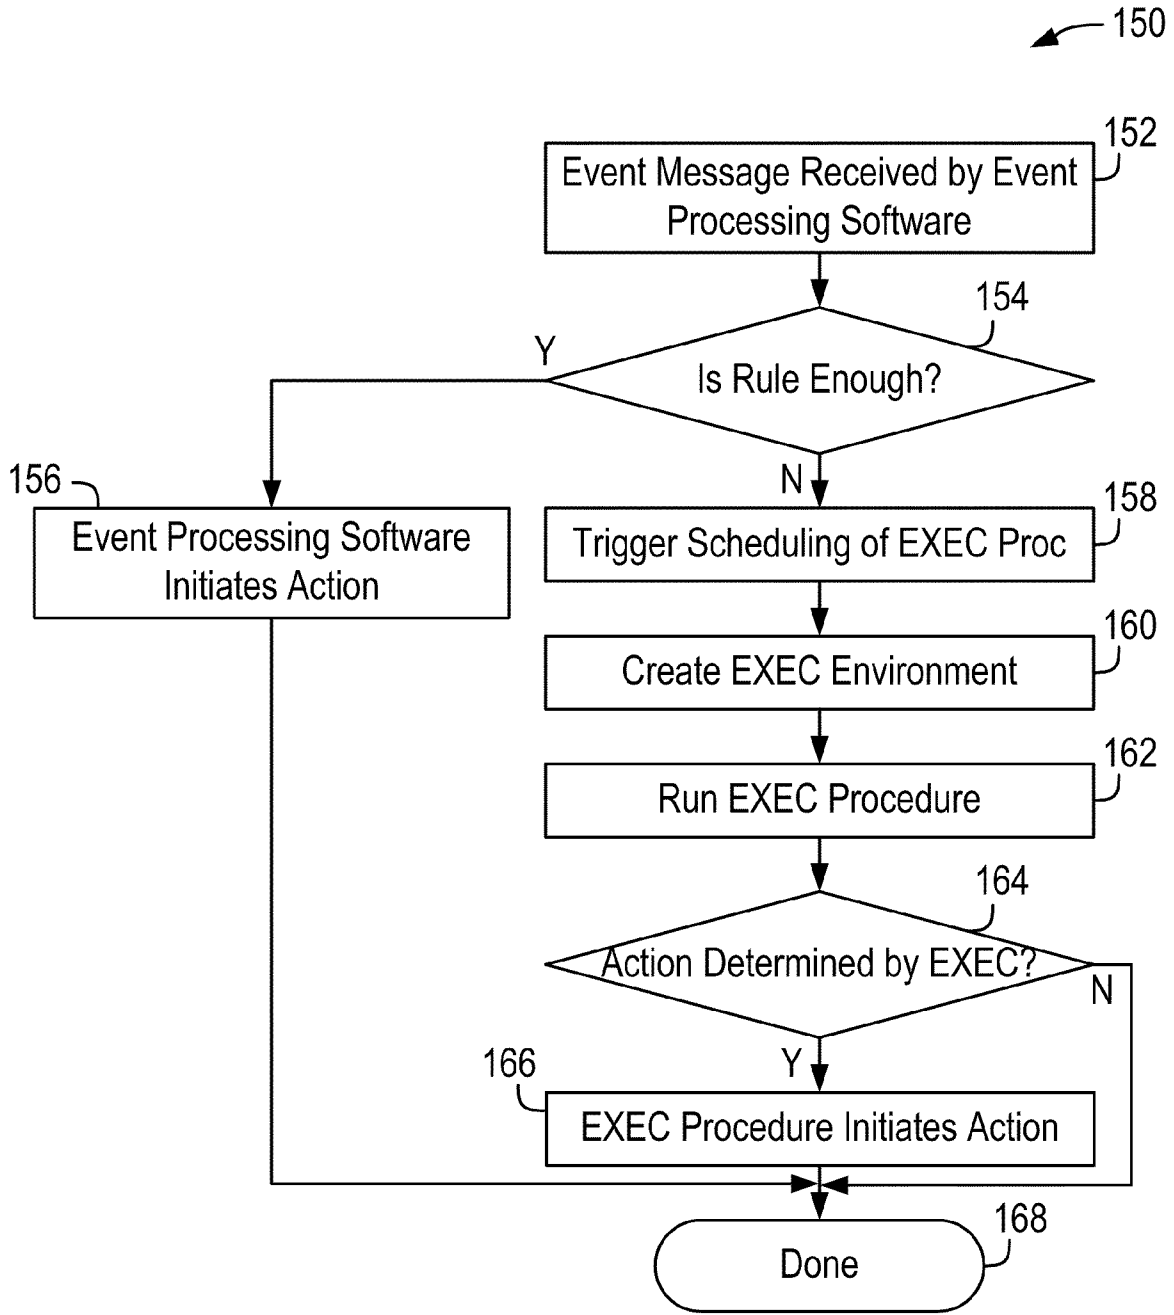 150
152
Event Message Received by Event
Processing Software
154
Y
Is Rule Enough?
N
156
Event Processing Software
Initiates Action
158
Trigger Scheduling of EXEC Proc
160
Create EXEC Environment
162
Run EXEC Procedure
164
Action Determined by EXEC?
N
Y
166
EXEC Procedure Initiates Action
168
Done